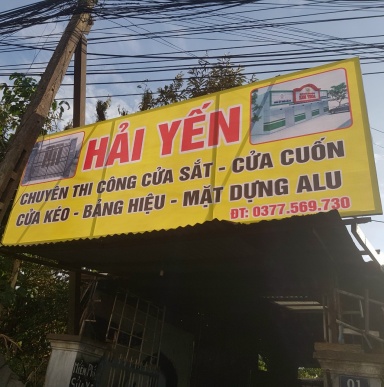 HẢI YẾN
CHUYÊN THI CÔNG CỬA SẮT - CỬA CUỐN
CỬA KÉO - BẢNG HIỆU - MẶT DỰNG ALU
ĐT: 0377.569.730
01